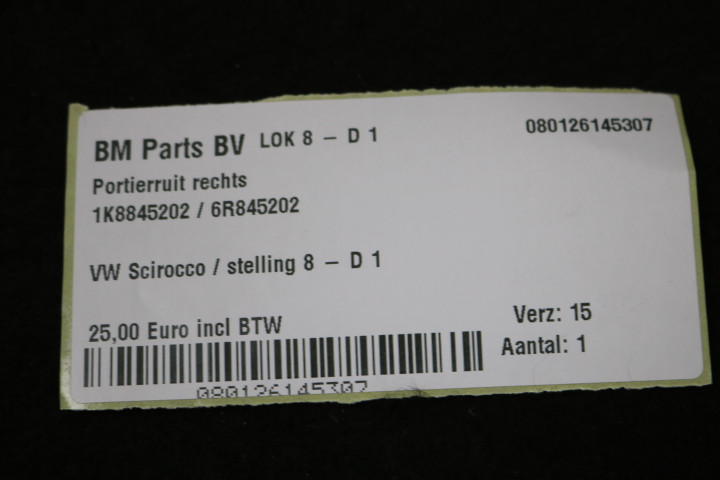 BM Parts BV LOK 8 – D 1 080126145307
Portierruit rechts
1K8845202 / 6R845202
VW Scirocco / stelling 8 – D 1
25,00 Euro incl BTW Verz: 15
Aantal: 1
080126145307